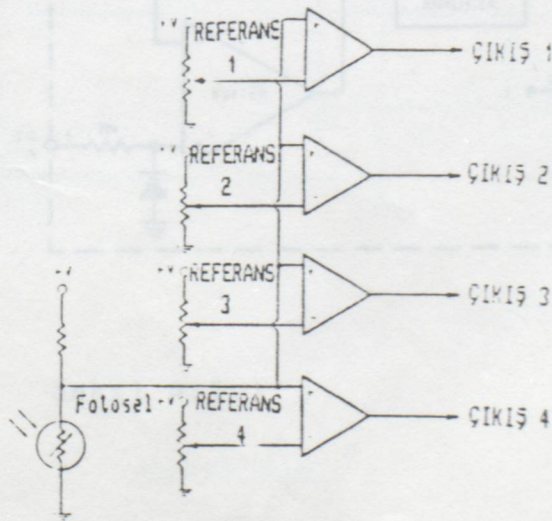 +V REFERANS
1
ÇIKIŞ 1
+V REFERANS
2
ÇIKIŞ 2
+V
+V REFERANS
3
ÇIKIŞ 3
Fotosel
+V REFERANS
4
ÇIKIŞ 4